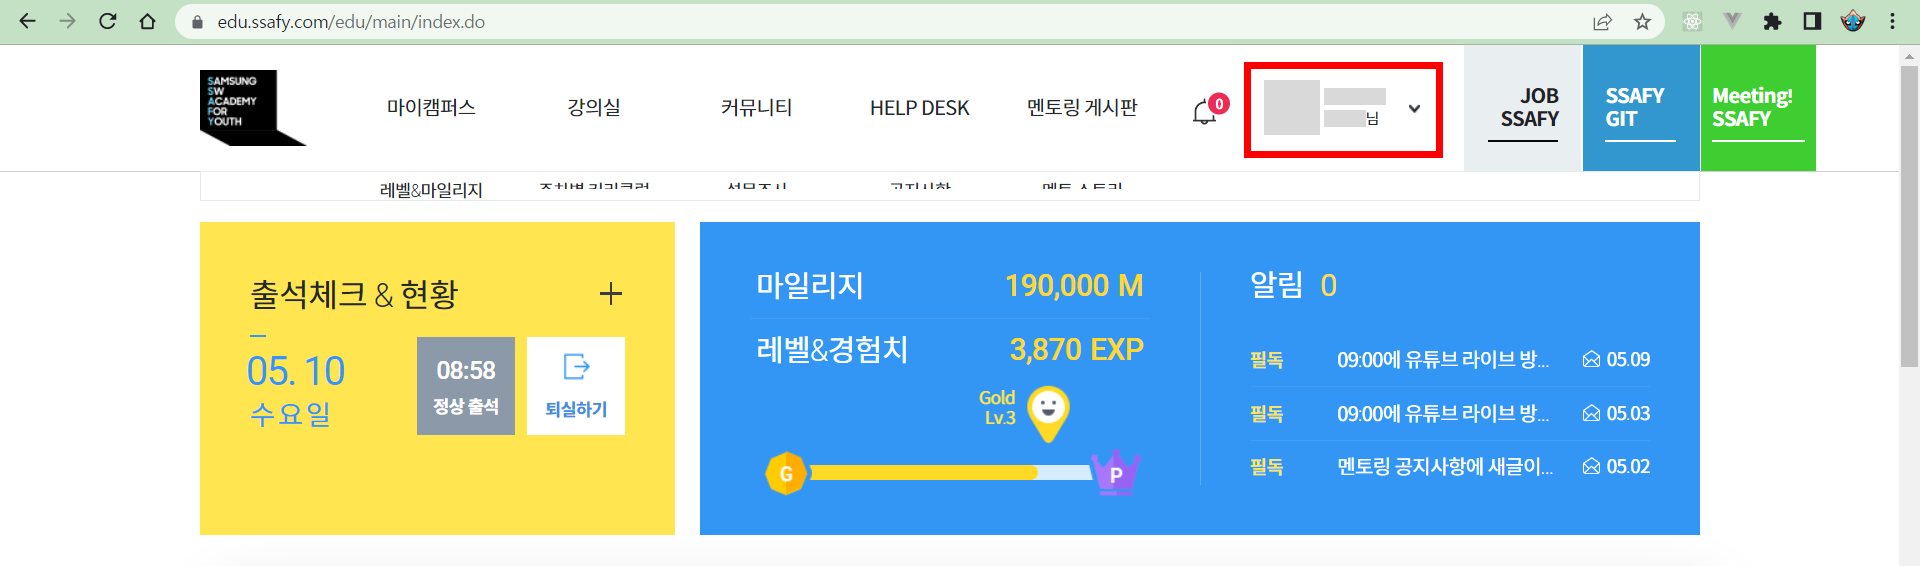 edu.ssafy.com/edu/main/index.do
SAMSUNG
SW
ACADEMY
FOR
YOUTH
마이캠퍼스
강의실
커뮤니티
HELP DESK
멘토링 게시판
0
님
JOB
SSAFY
SSAFY
GIT
Meeting!
SSAFY
레벨&마일리지
공지사항
출석체크 & 현황
05. 10
수요일
08:58
정상 출석
퇴실하기
마일리지
190,000 M
레벨&경험치
3,870 EXP
Gold
Lv.3
G
P
알림 0
필독 09:00에 유튜브 라이브 방... 05.09
필독 09:00에 유튜브 라이브 방... 05.03
필독 멘토링 공지사항에 새글이... 05.02